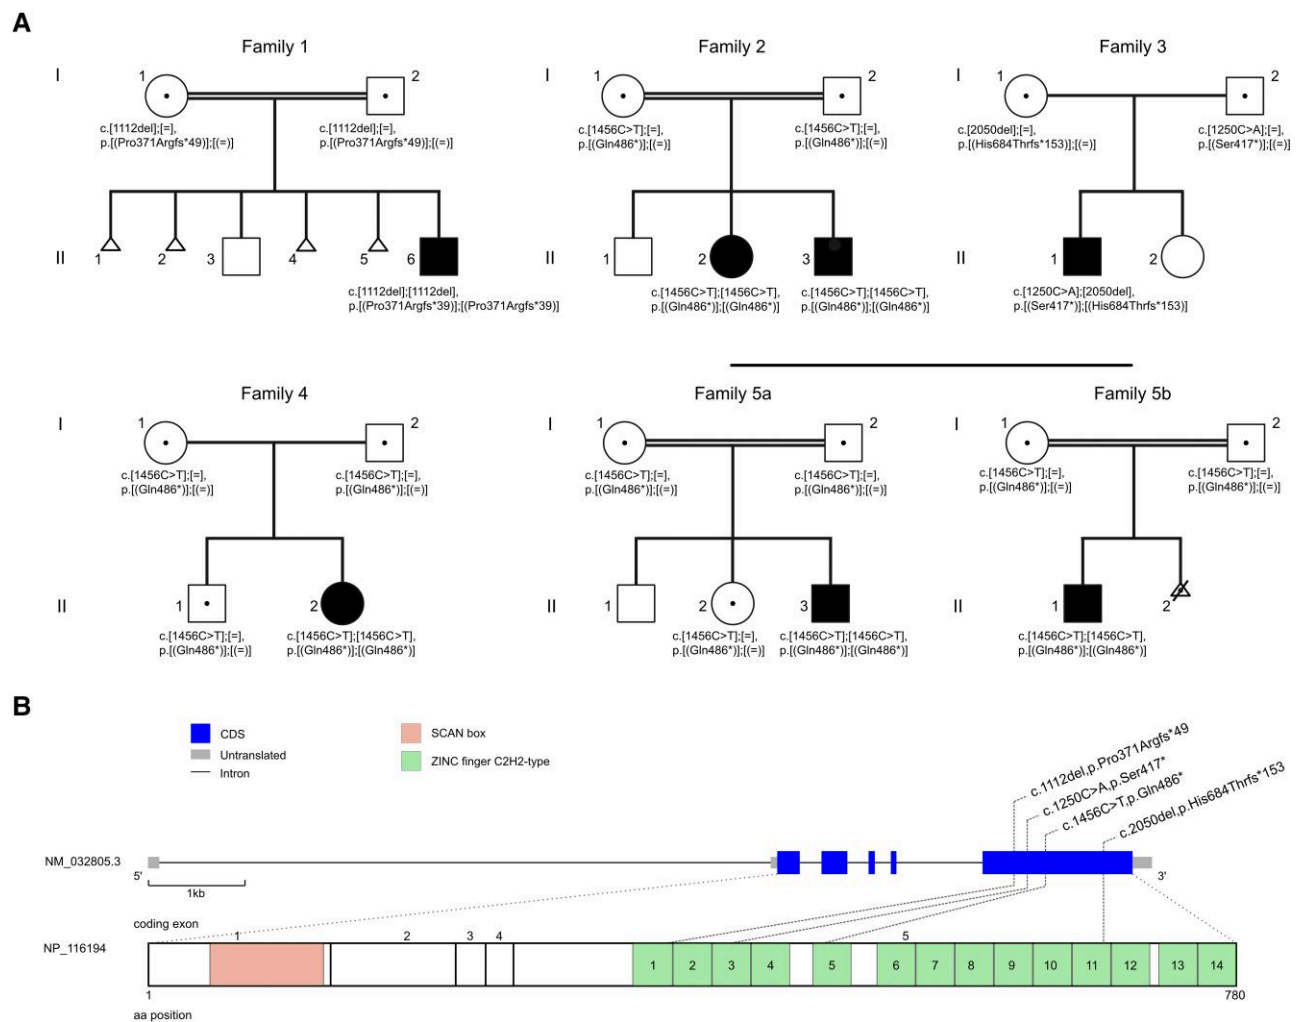 A
Family 1
Family 2
Family 3
I
1
2
I
1
2
I
1
2
c.[1112del];[=],
p.[(Pro371Argfs*49)];[(=)]
c.[1112del];[=],
p.[(Pro371Argfs*49)];[(=)]
c.[1456C>T];[=],
p.[(Gln486*)];[(=)]
c.[1456C>T];[=],
p.[(Gln486*)];[(=)]
c.[2050del];[=],
p.[(His684Thrfs*153)];[(=)]
c.[1250C>A];[=],
p.[(Ser417*)];[(=)]
II
1
2
3
4
5
6
II
1
2
3
II
1
2
c.[1112del];[1112del],
p.[(Pro371Argfs*39)];[(Pro371Argfs*39)]
c.[1456C>T];[1456C>T],
p.[(Gln486*)];[(Gln486*)]
c.[1456C>T];[1456C>T],
p.[(Gln486*)];[(Gln486*)]
c.[1250C>A];[2050del],
p.[(Ser417*)];[(His684Thrfs*153)]
Family 4
Family 5a
Family 5b
I
1
2
I
1
2
I
1
2
c.[1456C>T];[=],
p.[(Gln486*)];[(=)]
c.[1456C>T];[=],
p.[(Gln486*)];[(=)]
c.[1456C>T];[=],
p.[(Gln486*)];[(=)]
c.[1456C>T];[=],
p.[(Gln486*)];[(=)]
c.[1456C>T];[=],
p.[(Gln486*)];[(=)]
c.[1456C>T];[=],
p.[(Gln486*)];[(=)]
II
1
2
II
1
2
3
II
1
2
c.[1456C>T];[=],
p.[(Gln486*)];[(=)]
c.[1456C>T];[1456C>T],
p.[(Gln486*)];[(Gln486*)]
c.[1456C>T];[=],
p.[(Gln486*)];[(=)]
c.[1456C>T];[1456C>T],
p.[(Gln486*)];[(Gln486*)]
c.[1456C>T];[1456C>T],
p.[(Gln486*)];[(Gln486*)]
B
CDS
Untranslated
Intron
SCAN box
ZINC finger C2H2-type
c.1112del,p.Pro371Argfs*49
c.1250C>A,p.Ser417*
c.1456C>T,p.Gln486*
c.2050del,p.His684Thrfs*153
NM_032805.3
5'
3'
1kb
coding exon
1
2
3
4
5
NP_116194
1
2
3
4
5
6
7
8
9
10
11
12
13
14
1
780
aa position